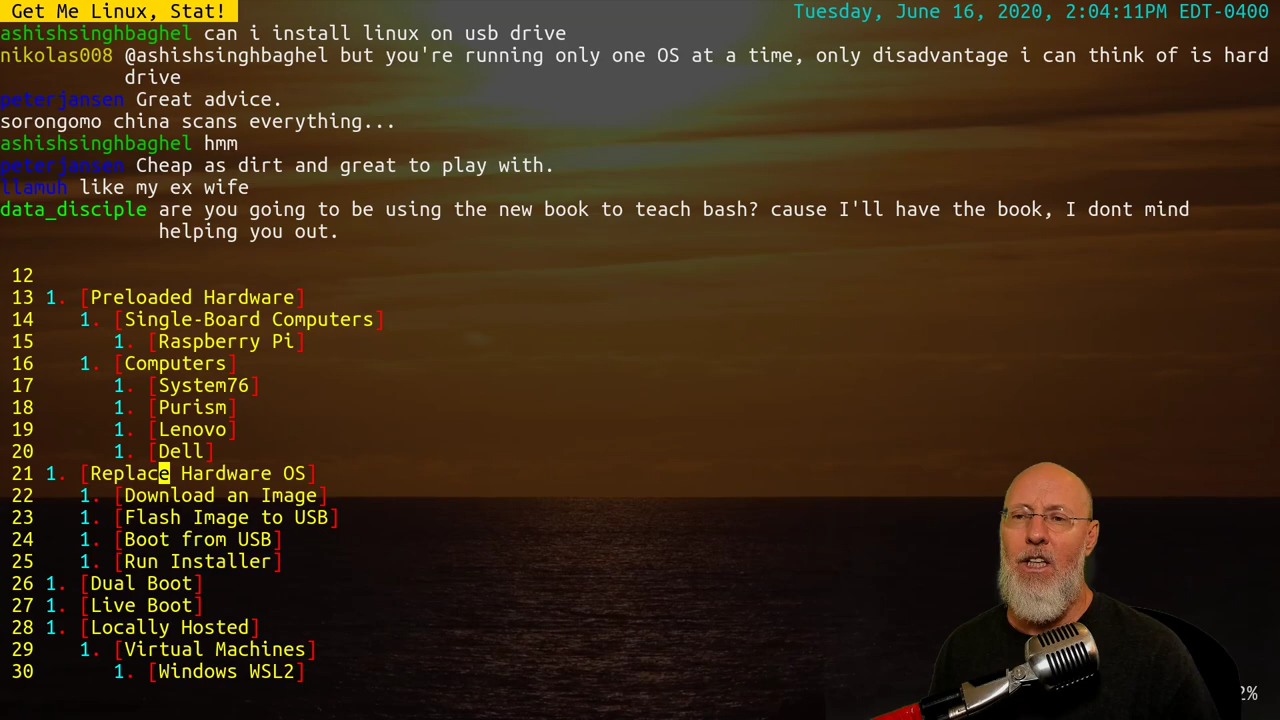 Get Me Linux, Stat!
Tuesday, June 16, 2020, 2:04:11PM EDT-0400
ashishsinghbaghel can i install linux on usb drive
nikolas008 @ashishsinghbaghel but you're running only one OS at a time, only disadvantage i can think of is hard
drive
peterjansen Great advice.
sorongomo china scans everything...
ashishsinghbaghel hmm
peterjansen Cheap as dirt and great to play with.
llamuh like my ex wife
data_disciple are you going to be using the new book to teach bash? cause I'll have the book, I dont mind
helping you out.
12
13 1. [Preloaded Hardware]
14 1. [Single-Board Computers]
15 1. [Raspberry Pi]
16 1. [Computers]
17 1. [System76]
18 1. [Purism]
19 1. [Lenovo]
20 1. [Dell]
21 1. [Replace Hardware OS]
22 1. [Download an Image]
23 1. [Flash Image to USB]
24 1. [Boot from USB]
25 1. [Run Installer]
26 1. [Dual Boot]
27 1. [Live Boot]
28 1. [Locally Hosted]
29 1. [Virtual Machines]
30 1. [Windows WSL2]